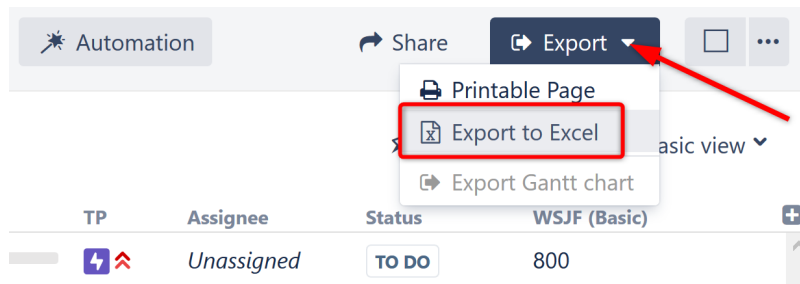 Automation
Share
Export
Printable Page
Export to Excel
asic view
Export Gantt chart
TP
Assignee
Status
WSJF (Basic)
Unassigned
TO DO
800